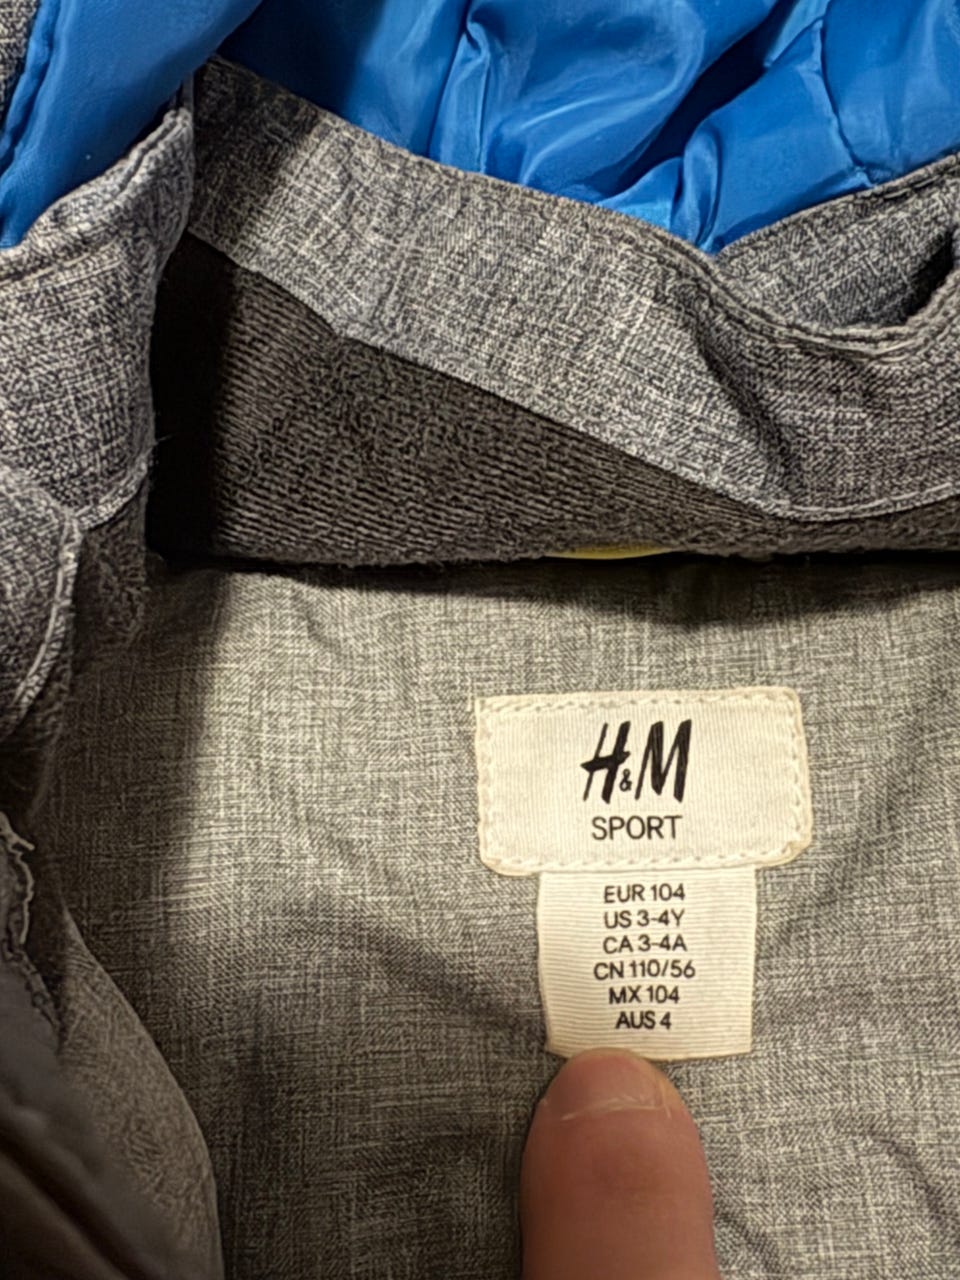 H&M
SPORT
EUR 104
US 3-4Y
CA 3-4A
CN 110/56
MX 104
AUS 4